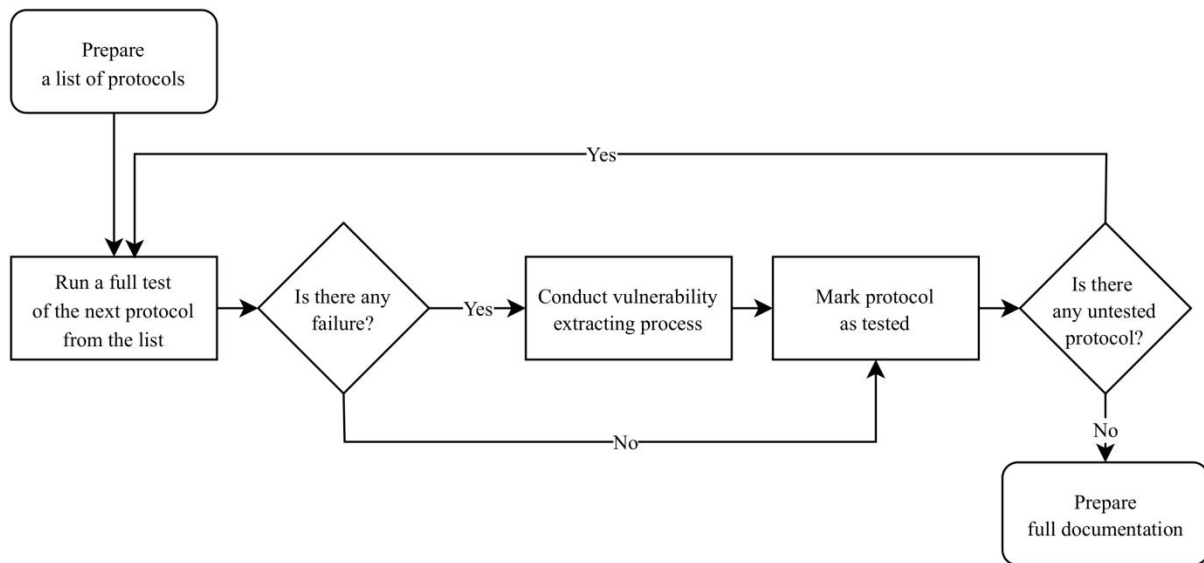 Prepare
a list of protocols
Yes
Run a full test
of the next protocol
from the list
Is there any
failure?
Yes
Conduct vulnerability
extracting process
Mark protocol
as tested
Is there
any untested
protocol?
No
No
Prepare
full documentation